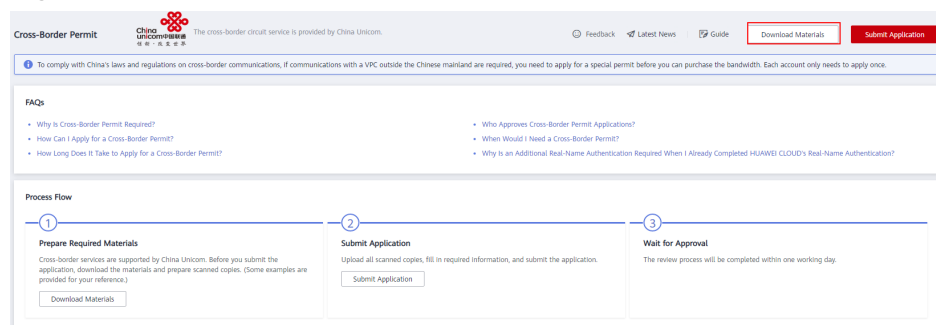 Cross-Border Permit
China
unicom中国联通
The cross-border circuit service is provided by China Unicom.
Feedback
Latest News
Guide
Download Materials
Submit Application
To comply with China's laws and regulations on cross-border communications, if communications with a VPC outside the Chinese mainland are required, you need to apply for a special permit before you can purchase the bandwidth. Each account only needs to apply once.
FAQs
Why Is Cross-Border Permit Required?
Who Approves Cross-Border Permit Applications?
How Can I Apply for a Cross-Border Permit?
When Would I Need a Cross-Border Permit?
How Long Does It Take to Apply for a Cross-Border Permit?
Why Is an Additional Real-Name Authentication Required When I Already Completed HUAWEI CLOUD's Real-Name Authentication?
Process Flow
1
Prepare Required Materials
Cross-border services are supported by China Unicom. Before you submit the
application, download the materials and prepare scanned copies. (Some examples are
provided for your reference.)
Download Materials
2
Submit Application
Upload all scanned copies, fill in required information, and submit the application.
Submit Application
3
Wait for Approval
The review process will be completed within one working day.